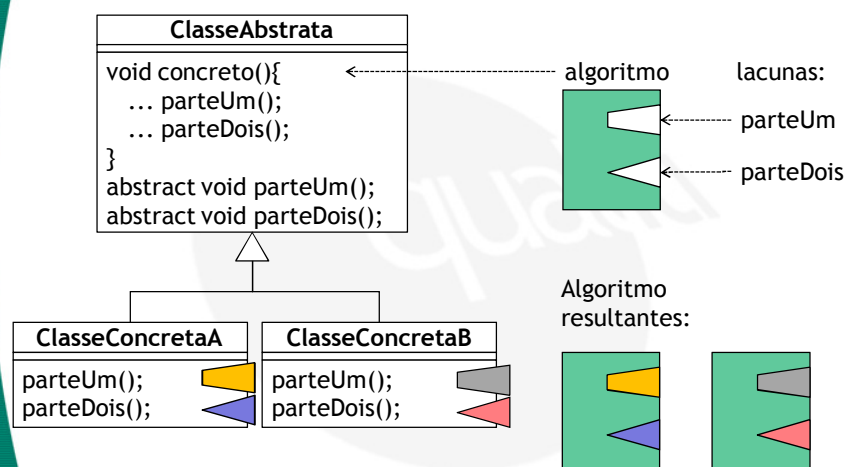 ClasseAbstrata
void concreto(){
... parteUm();
... parteDois();
}
abstract void parteUm();
abstract void parteDois();
algoritmo
lacunas:
parteUm
parteDois
ClasseConcretaA
parteUm();
parteDois();
ClasseConcretaB
parteUm();
parteDois();
Algoritmo
resultantes:
qualiti